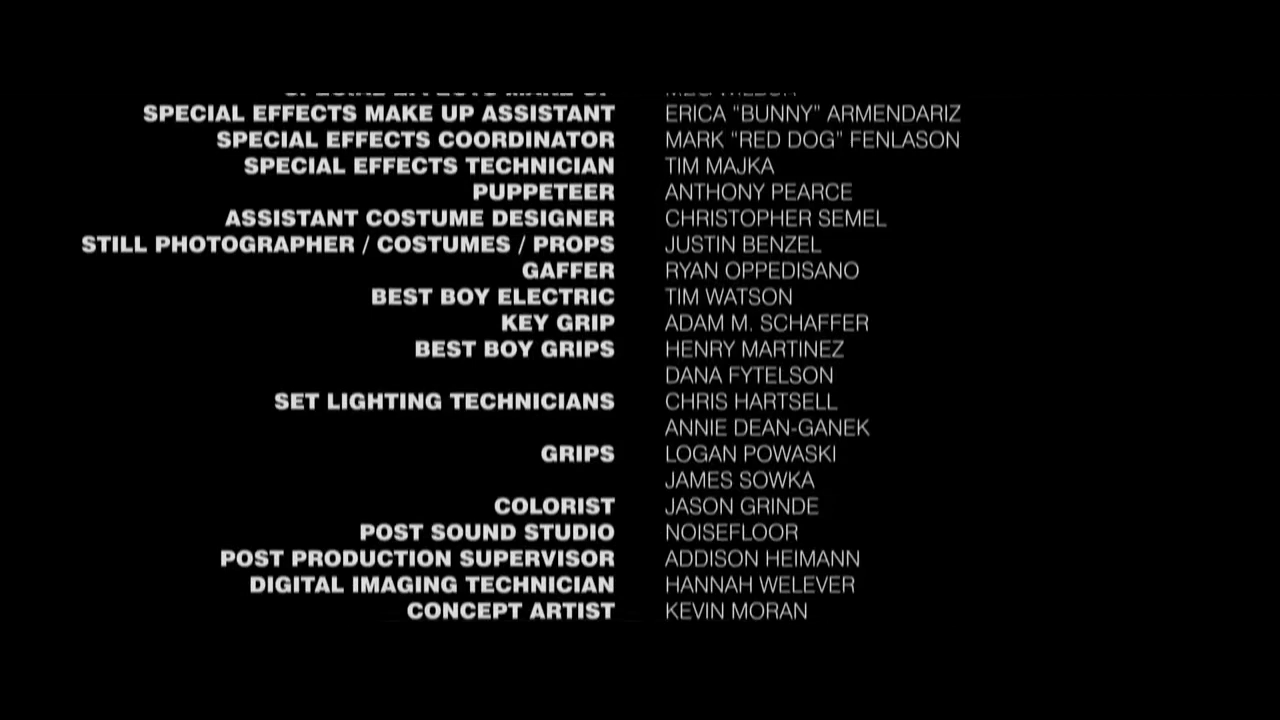 SPECIAL EFFECTS MAKE UP ASSISTANT ERICA “BUNNY” ARMENDARIZ
SPECIAL EFFECTS COORDINATOR MARK “RED DOG” FENLASON
SPECIAL EFFECTS TECHNICIAN TIM MAJKA
PUPPETEER ANTHONY PEARCE
ASSISTANT COSTUME DESIGNER CHRISTOPHER SEMEL
STILL PHOTOGRAPHER / COSTUMES / PROPS JUSTIN BENZEL
GAFFER RYAN OPPEDISANO
BEST BOY ELECTRIC TIM WATSON
KEY GRIP ADAM M. SCHAFFER
BEST BOY GRIPS HENRY MARTINEZ
DANA FYTELSON
SET LIGHTING TECHNICIANS CHRIS HARTSELL
ANNIE DEAN-GANEK
GRIPS LOGAN POWASKI
JAMES SOWKA
COLORIST JASON GRINDE
POST SOUND STUDIO NOISEFLOOR
POST PRODUCTION SUPERVISOR ADDISON HEIMANN
DIGITAL IMAGING TECHNICIAN HANNAH WELEVER
CONCEPT ARTIST KEVIN MORAN